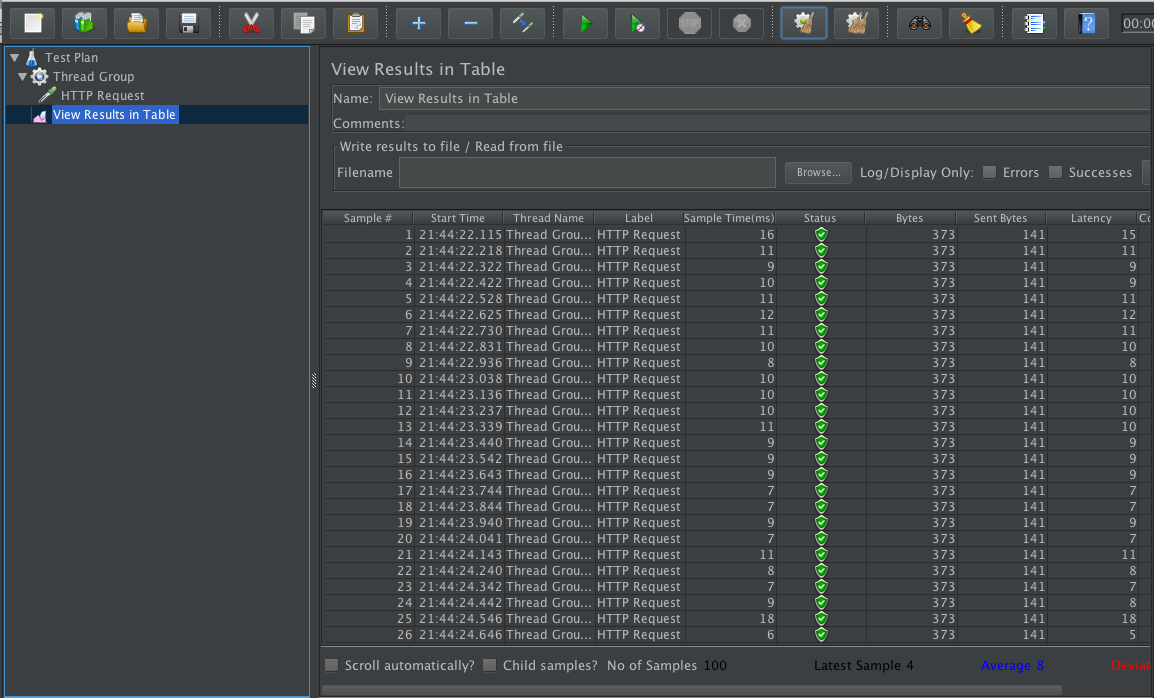 STOP
00:0
Test Plan
Thread Group
HTTP Request
View Results in Table
View Results in Table
Name: View Results in Table
Comments:
Write results to file / Read from file
Filename Browse... Log/Display Only: Errors Successes
Sample # Start Time Thread Name Label Sample Time(ms) Status Bytes Sent Bytes Latency Co
1 21:44:22.115 Thread Grou... HTTP Request 16 373 141 15
2 21:44:22.218 Thread Grou... HTTP Request 11 373 141 11
3 21:44:22.322 Thread Grou... HTTP Request 9 373 141 9
4 21:44:22.422 Thread Grou... HTTP Request 10 373 141 9
5 21:44:22.528 Thread Grou... HTTP Request 11 373 141 11
6 21:44:22.625 Thread Grou... HTTP Request 12 373 141 12
7 21:44:22.730 Thread Grou... HTTP Request 11 373 141 11
8 21:44:22.831 Thread Grou... HTTP Request 10 373 141 10
9 21:44:22.936 Thread Grou... HTTP Request 8 373 141 8
10 21:44:23.038 Thread Grou... HTTP Request 10 373 141 10
11 21:44:23.136 Thread Grou... HTTP Request 10 373 141 10
12 21:44:23.237 Thread Grou... HTTP Request 10 373 141 10
13 21:44:23.339 Thread Grou... HTTP Request 11 373 141 10
14 21:44:23.440 Thread Grou... HTTP Request 9 373 141 9
15 21:44:23.542 Thread Grou... HTTP Request 9 373 141 9
16 21:44:23.643 Thread Grou... HTTP Request 9 373 141 9
17 21:44:23.744 Thread Grou... HTTP Request 7 373 141 7
18 21:44:23.844 Thread Grou... HTTP Request 7 373 141 7
19 21:44:23.940 Thread Grou... HTTP Request 9 373 141 9
20 21:44:24.041 Thread Grou... HTTP Request 7 373 141 7
21 21:44:24.143 Thread Grou... HTTP Request 11 373 141 11
22 21:44:24.240 Thread Grou... HTTP Request 8 373 141 8
23 21:44:24.342 Thread Grou... HTTP Request 7 373 141 7
24 21:44:24.442 Thread Grou... HTTP Request 9 373 141 8
25 21:44:24.546 Thread Grou... HTTP Request 18 373 141 18
26 21:44:24.646 Thread Grou... HTTP Request 6 373 141 5
Scroll automatically? Child samples? No of Samples 100 Latest Sample 4 Average 8 Deviat